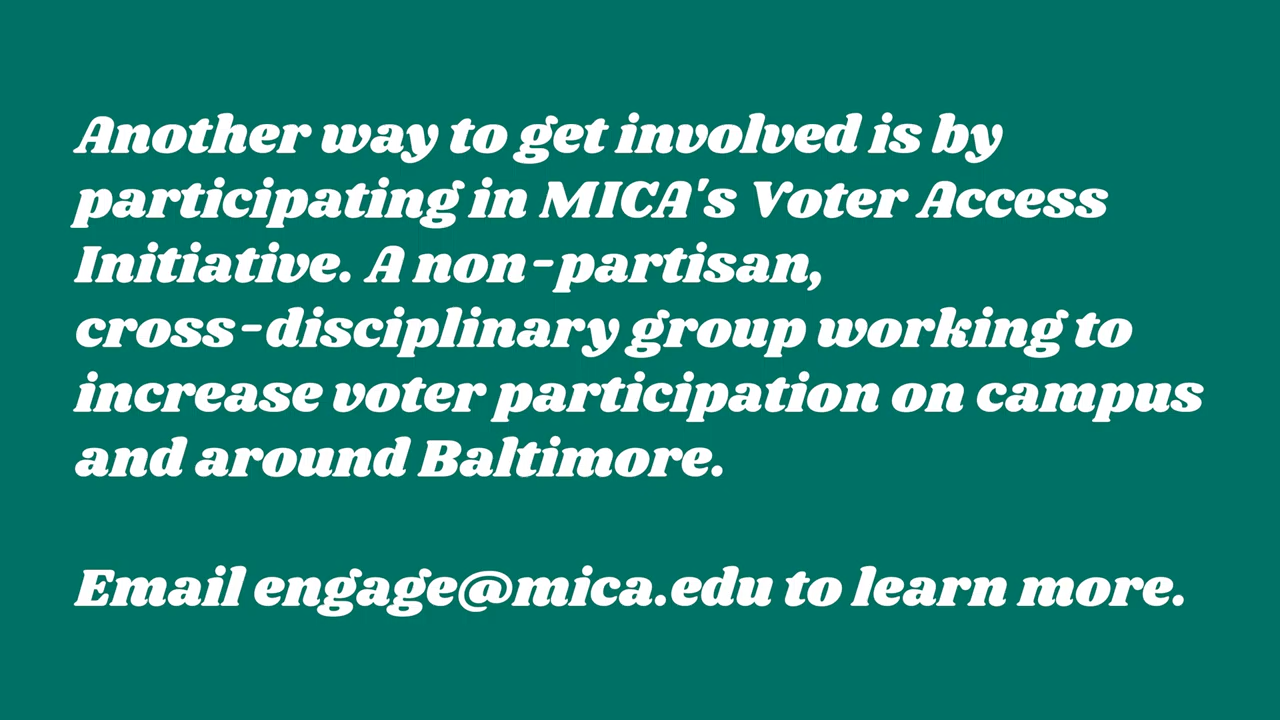 Another way to get involved is by
participating in MICA's Voter Access
Initiative. A non-partisan,
cross-disciplinary group working to
increase voter participation on campus
and around Baltimore.
Email engage@mica.edu to learn more.